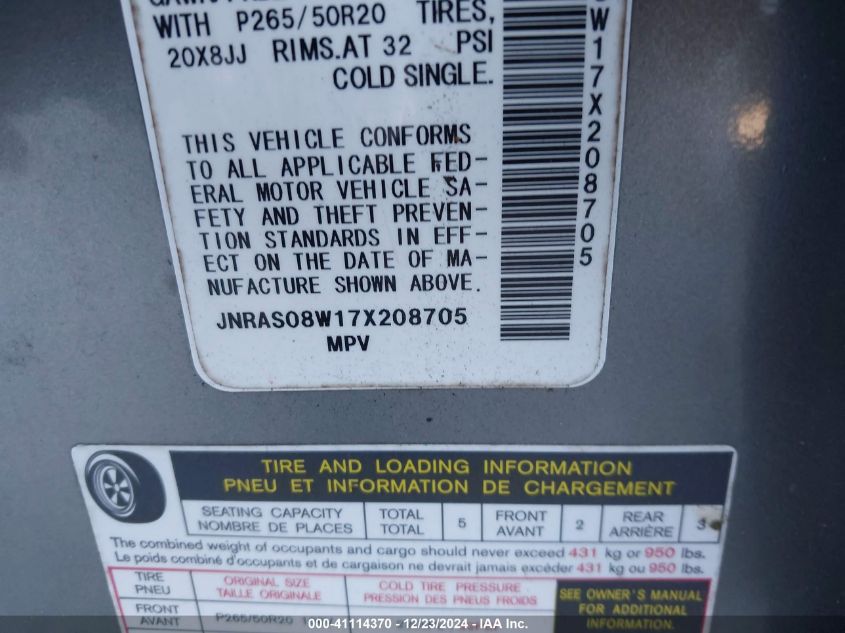 WITH P265/50R20 TIRES,
20X8JJ RIMS.AT 32 PSI
COLD SINGLE.
THIS VEHICLE CONFORMS
TO ALL APPLICABLE FED-
ERAL MOTOR VEHICLE SA-
FETY AND THEFT PREVEN-
TION STANDARDS IN EFF-
ECT ON THE DATE OF MA-
NUFACTURE SHOWN ABOVE.
JNRAS08W17X208705
MPV
W17X208705
TIRE AND LOADING INFORMATION
PNEU ET INFORMATION DE CHARGEMENT
SEATING CAPACITY TOTAL 5 FRONT 2 REAR 3
NOMBRE DE PLACES TOTAL AVANT ARRIÈRE
The combined weight of occupants and cargo should never exceed 431 kg or 950 lbs.
Le poids combiné d'occupants et de cargaison ne devrait jamais excéder 431 kg ou 950 lbs.
TIRE ORIGINAL SIZE COLD TIRE PRESSURE
PNEU TAILLE ORIGINALE PRESSION DES PNEUS FROIDS
SEE OWNER'S MANUAL
FOR ADDITIONAL
INFORMATION.
FRONT
AVANT P265/50R20
000-41114370 - 12/23/2024 - IAA Inc.